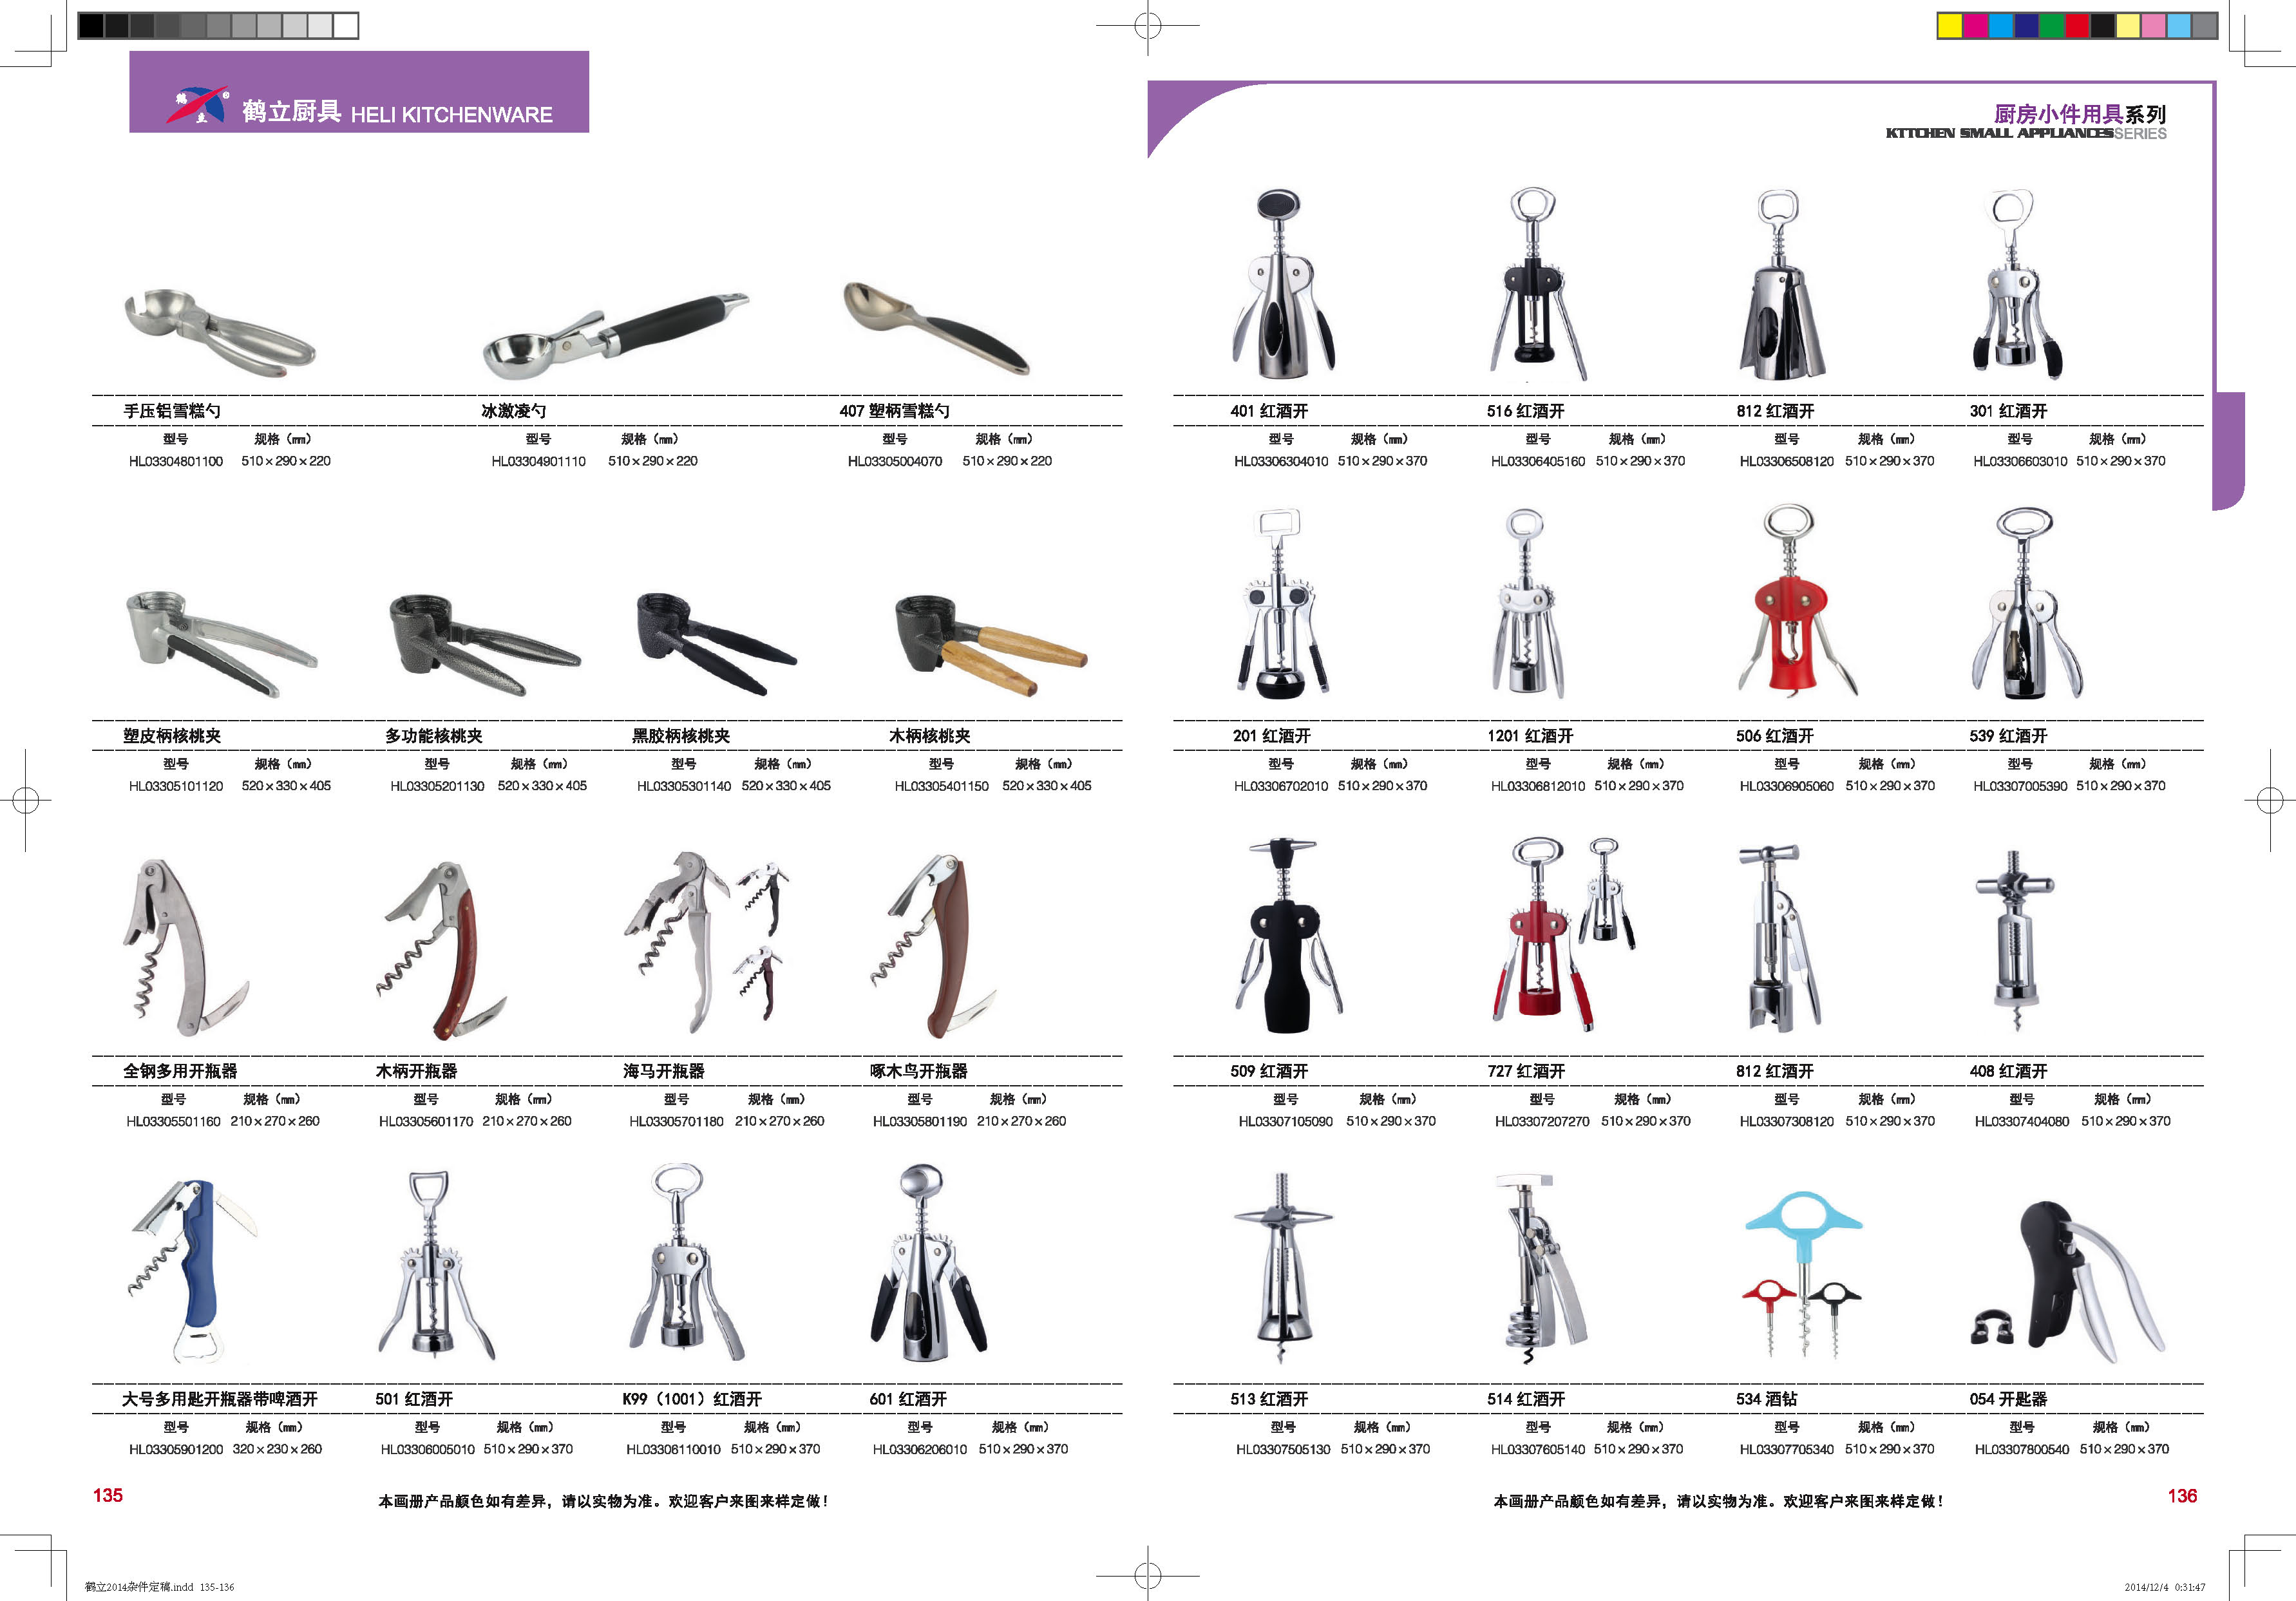 鹤立
鹤立厨具 HELI KITCHENWARE
手压铝雪糕勺 冰激凌勺 407 塑柄雪糕勺
型号 规格（mm） 型号 规格（mm） 型号 规格（mm）
HL03304801100 510×290×220 HL03304901110 510×290×220 HL03305004070 510×290×220
塑皮柄核桃夹 多功能核桃夹 黑胶柄核桃夹 木柄核桃夹
型号 规格（mm） 型号 规格（mm） 型号 规格（mm） 型号 规格（mm）
HL03305101120 520×330×405 HL03305201130 520×330×405 HL03305301140 520×330×405 HL03305401150 520×330×405
全钢多用开瓶器 木柄开瓶器 海马开瓶器 啄木鸟开瓶器
型号 规格（mm） 型号 规格（mm） 型号 规格（mm） 型号 规格（mm）
HL03305501160 210×270×260 HL03305601170 210×270×260 HL03305701180 210×270×260 HL03305801190 210×270×260
大号多用匙开瓶器带啤酒开 501 红酒开 K99（1001）红酒开 601 红酒开
型号 规格（mm） 型号 规格（mm） 型号 规格（mm） 型号 规格（mm）
HL03305901200 320×230×260 HL03306005010 510×290×370 HL03306110010 510×290×370 HL03306206010 510×290×370
135
本画册产品颜色如有差异，请以实物为准。欢迎客户来图来样定做！
厨房小件用具系列
KTTCHEN SMALL APPLIANCESSERIES
401 红酒开 516 红酒开 812 红酒开 301 红酒开
型号 规格（mm） 型号 规格（mm） 型号 规格（mm） 型号 规格（mm）
HL03306304010 510×290×370 HL03306405160 510×290×370 HL03306508120 510×290×370 HL03306603010 510×290×370
201 红酒开 1201 红酒开 506 红酒开 539 红酒开
型号 规格（mm） 型号 规格（mm） 型号 规格（mm） 型号 规格（mm）
HL03306702010 510×290×370 HL03306812010 510×290×370 HL03306905060 510×290×370 HL03307005390 510×290×370
509 红酒开 727 红酒开 812 红酒开 408 红酒开
型号 规格（mm） 型号 规格（mm） 型号 规格（mm） 型号 规格（mm）
HL03307105090 510×290×370 HL03307207270 510×290×370 HL03307308120 510×290×370 HL03307404080 510×290×370
513 红酒开 514 红酒开 534 酒钻 054 开瓶器
型号 规格（mm） 型号 规格（mm） 型号 规格（mm） 型号 规格（mm）
HL03307505130 510×290×370 HL03307605140 510×290×370 HL03307705340 510×290×370 HL03307800540 510×290×370
本画册产品颜色如有差异，请以实物为准。欢迎客户来图来样定做！
136
鹤立2014杂件定稿.indd 135-136
2014/12/4 0:31:47